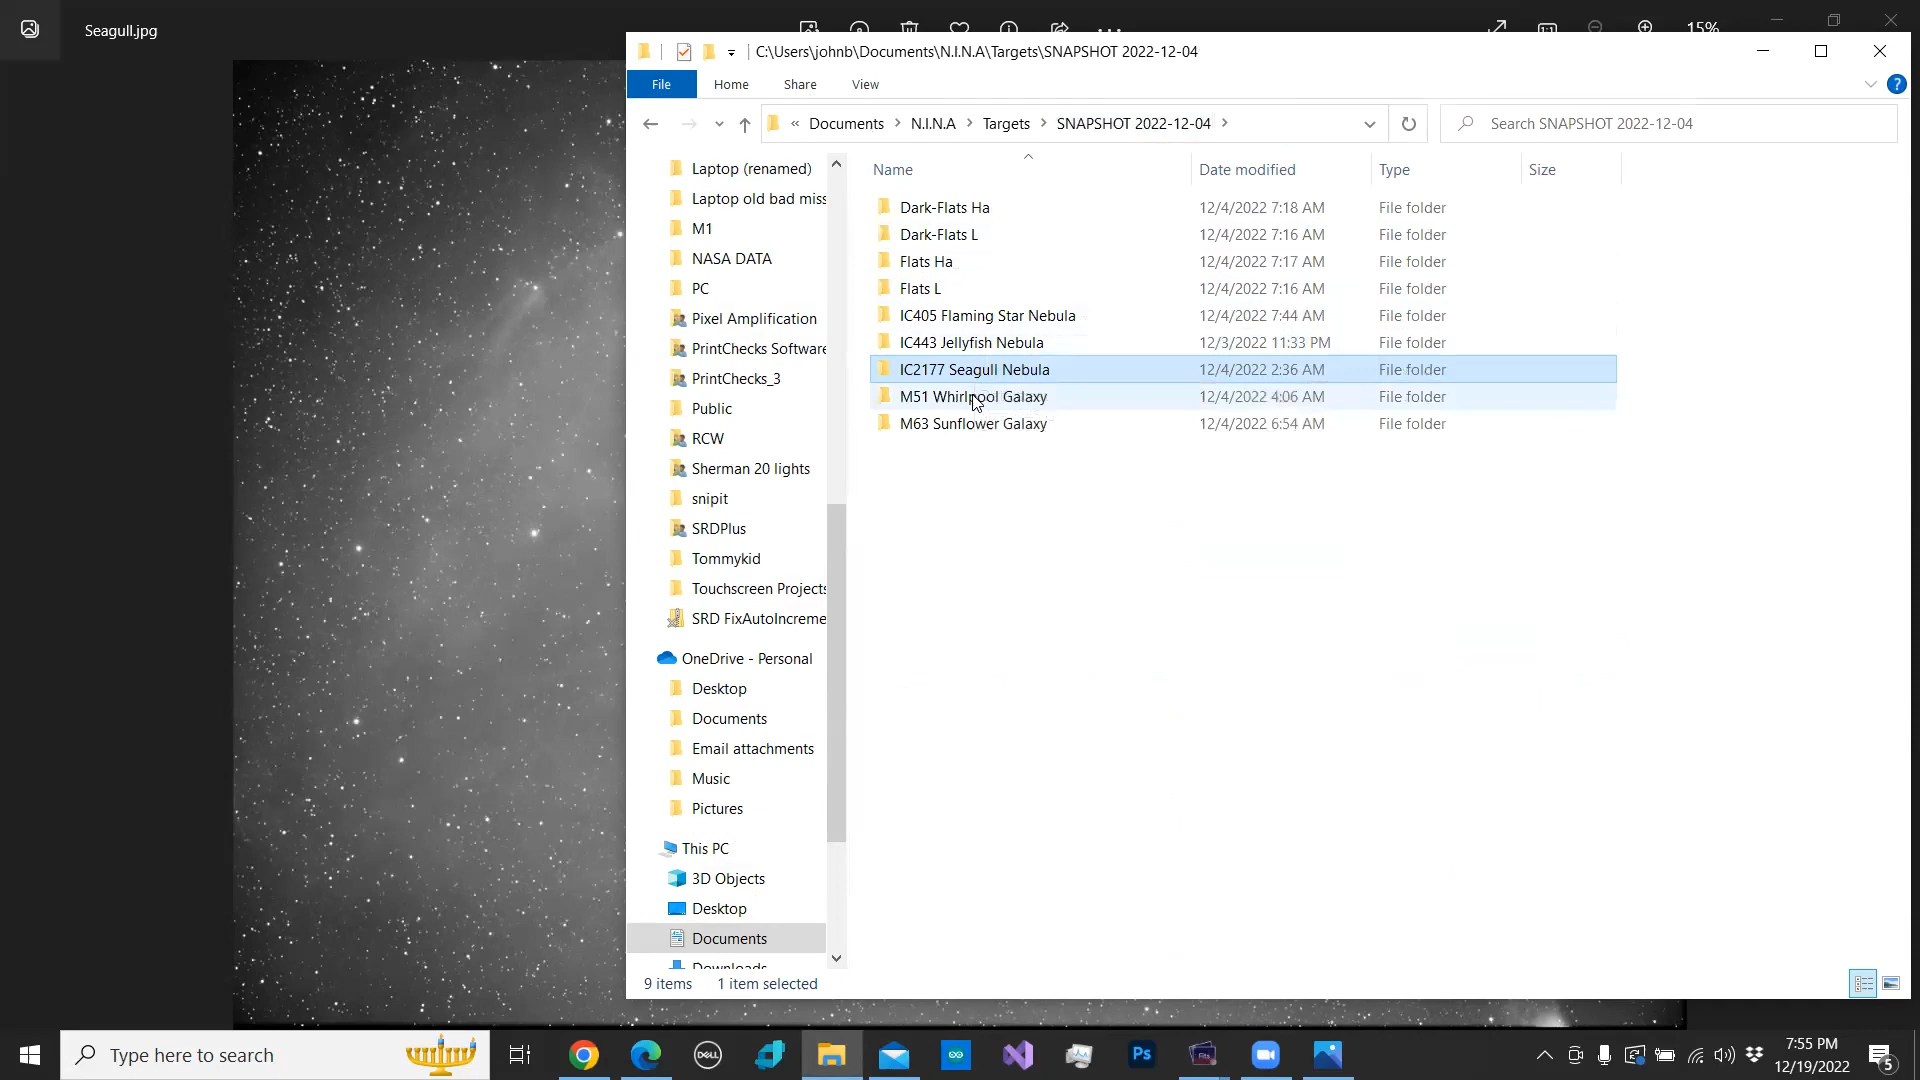 Seagull.jpg
15%
C:\Users\johnb\Documents\N.I.N.A\Targets\SNAPSHOT 2022-12-04
File Home Share View
« Documents > N.I.N.A > Targets > SNAPSHOT 2022-12-04 >
Search SNAPSHOT 2022-12-04
Laptop (renamed)
Laptop old bad miss
M1
NASA DATA
PC
Pixel Amplification
PrintChecks Software
PrintChecks_3
Public
RCW
Sherman 20 lights
snipit
SRDPlus
Tommykid
Touchscreen Projects
SRD FixAutoIncreme
OneDrive - Personal
Desktop
Documents
Email attachments
Music
Pictures
This PC
3D Objects
Desktop
Documents
Downloads
Name Date modified Type Size
Dark-Flats Ha 12/4/2022 7:18 AM File folder
Dark-Flats L 12/4/2022 7:16 AM File folder
Flats Ha 12/4/2022 7:17 AM File folder
Flats L 12/4/2022 7:16 AM File folder
IC405 Flaming Star Nebula 12/4/2022 7:44 AM File folder
IC443 Jellyfish Nebula 12/3/2022 11:33 PM File folder
IC2177 Seagull Nebula 12/4/2022 2:36 AM File folder
M51 Whirlpool Galaxy 12/4/2022 4:06 AM File folder
M63 Sunflower Galaxy 12/4/2022 6:54 AM File folder
9 items 1 item selected
Type here to search
DELL
Ps
Fits
7:55 PM
12/19/2022
5